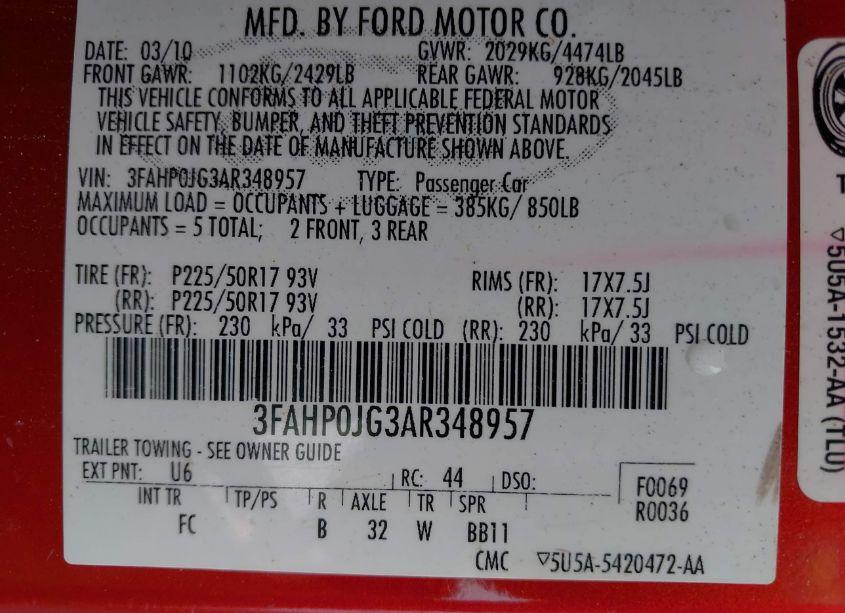 MFD. BY FORD MOTOR CO.
DATE: 03/10 GVWR: 2029KG/4474LB
FRONT GAWR: 1102KG/2429LB REAR GAWR: 928KG/2045LB
THIS VEHICLE CONFORMS TO ALL APPLICABLE FEDERAL MOTOR
VEHICLE SAFETY, BUMPER, AND THEFT PREVENTION STANDARDS
IN EFFECT ON THE DATE OF MANUFACTURE SHOWN ABOVE.
VIN: 3FAHP0JG3AR348957 TYPE: Passenger Car
MAXIMUM LOAD = OCCUPANTS + LUGGAGE = 385KG/ 850LB
OCCUPANTS = 5 TOTAL; 2 FRONT, 3 REAR
TIRE (FR): P225/50R17 93V RIMS (FR): 17X7.5J
(RR): P225/50R17 93V (RR): 17X7.5J
PRESSURE (FR): 230 kPa/ 33 PSI COLD (RR): 230 kPa/ 33 PSI COLD
3FAHP0JG3AR348957
TRAILER TOWING - SEE OWNER GUIDE
EXT PNT: U6 RC: 44 DSO:
INT TR TP/PS R AXLE TR SPR
FC B 32 W BB11
F0069
R0036
CMC ▽5U5A-5420472-AA
▽5U5A-1532-AA (TLU)